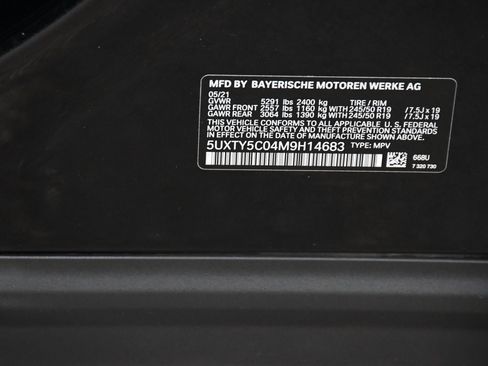 MFD BY BAYERISCHE MOTOREN WERKE AG
05/21
GVWR 5291 lbs 2400 kg TIRE / RIM
GAWR FRONT 2557 lbs 1160 kg WITH 245/50 R19 / 7.5J x 19
GAWR REAR 3064 lbs 1390 kg WITH 245/50 R19 / 7.5J x 19
THIS VEHICLE CONFORMS TO ALL APPLICABLE U.S. FEDERAL
MOTOR VEHICLE SAFETY AND THEFT PREVENTION STANDARDS
IN EFFECT ON THE DATE OF MANUFACTURE SHOWN ABOVE.
5UXTY5C04M9H14683 TYPE: MPV
668U
7 320 730